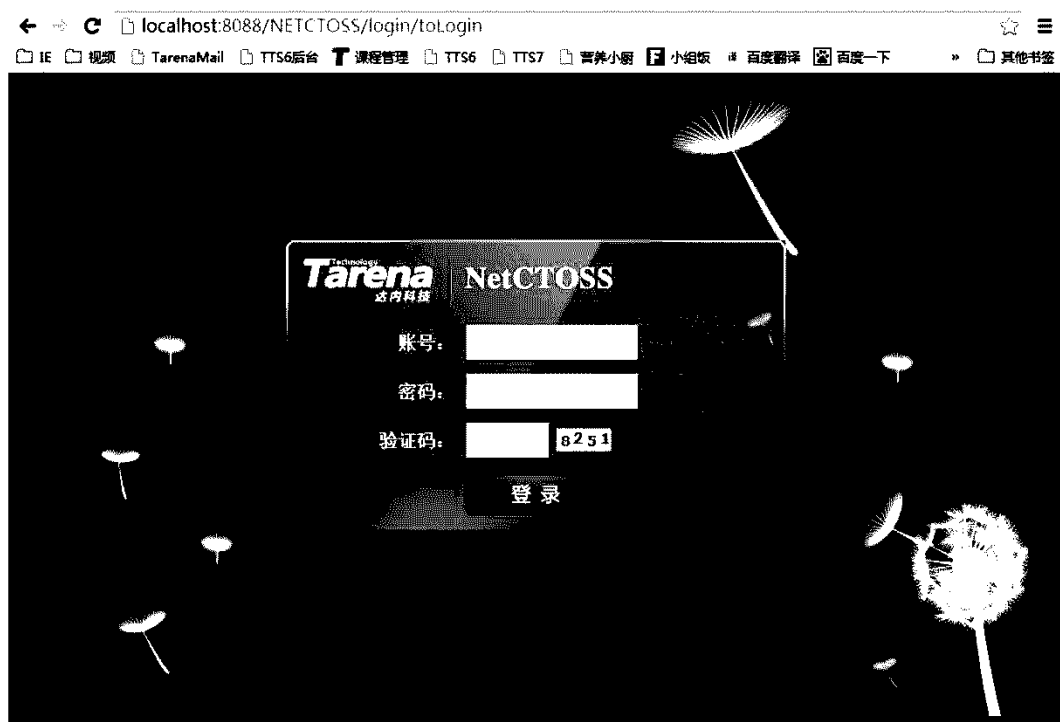 localhost:8088/NETCTOSS/login/toLogin
IE 视频 TarenaMail TTS6后台 T 课程管理 TTS6 TTS7 营养小厨 F 小组饭 译 百度翻译 百度一下 » 其他书签
Technology
Tarena
达内科技
NetCTOSS
账号：
密码：
验证码： 8251
登 录